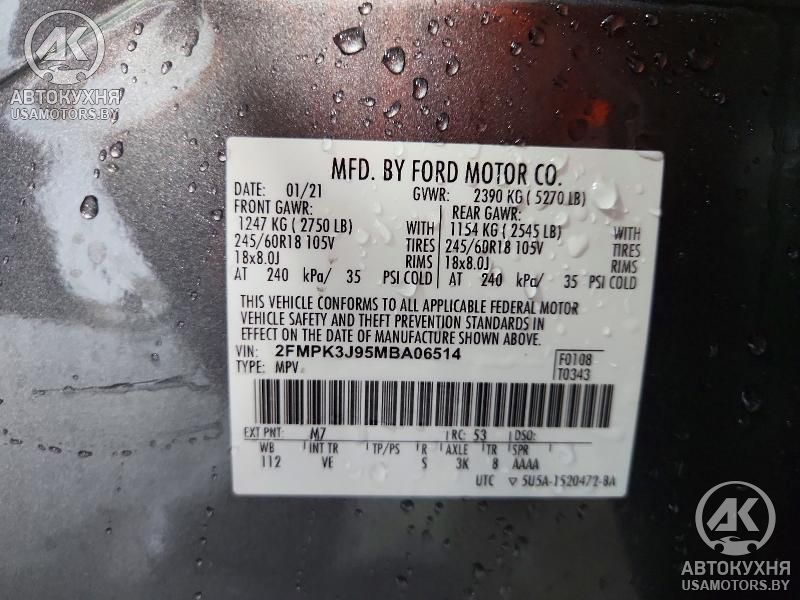 AK
АВТОКУХНЯ
USAMOTORS.BY
MFD. BY FORD MOTOR CO.
DATE: 01/21 GVWR: 2390 KG ( 5270 LB)
FRONT GAWR: REAR GAWR:
1247 KG ( 2750 LB) WITH 1154 KG ( 2545 LB) WITH
245/60R18 105V TIRES 245/60R18 105V TIRES
18x8.0J RIMS 18x8.0J RIMS
AT 240 kPa/ 35 PSI COLD AT 240 kPa/ 35 PSI COLD
THIS VEHICLE CONFORMS TO ALL APPLICABLE FEDERAL MOTOR
VEHICLE SAFETY AND THEFT PREVENTION STANDARDS IN
EFFECT ON THE DATE OF MANUFACTURE SHOWN ABOVE.
VIN: 2FMPK3J95MBA06514 F0108
TYPE: MPV T0343
EXT PNT: M7 RC: 53 DSO:
WB INT TR TP/PS R AXLE TR SPR
112 VE S 3K 8 AAAA
UTC ▽ 5U5A-1520472-8A
AK
АВТОКУХНЯ
USAMOTORS.BY